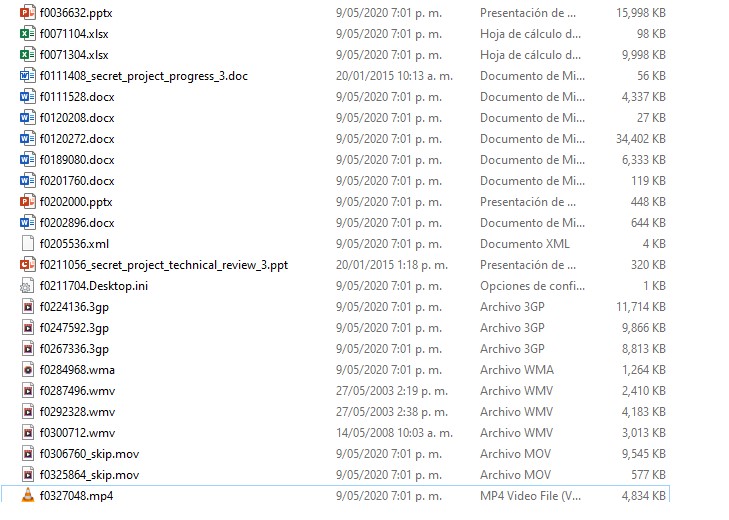 f0036632.pptx 9/05/2020 7:01 p. m. Presentación de ... 15,998 KB
f0071104.xlsx 9/05/2020 7:01 p. m. Hoja de cálculo d... 98 KB
f0071304.xlsx 9/05/2020 7:01 p. m. Hoja de cálculo d... 9,998 KB
f0111408_secret_project_progress_3.doc 20/01/2015 10:13 a. m. Documento de Mi... 56 KB
f0111528.docx 9/05/2020 7:01 p. m. Documento de Mi... 4,337 KB
f0120208.docx 9/05/2020 7:01 p. m. Documento de Mi... 27 KB
f0120272.docx 9/05/2020 7:01 p. m. Documento de Mi... 34,402 KB
f0189080.docx 9/05/2020 7:01 p. m. Documento de Mi... 6,333 KB
f0201760.docx 9/05/2020 7:01 p. m. Documento de Mi... 119 KB
f0202000.pptx 9/05/2020 7:01 p. m. Presentación de ... 448 KB
f0202896.docx 9/05/2020 7:01 p. m. Documento de Mi... 644 KB
f0205536.xml 9/05/2020 7:01 p. m. Documento XML 4 KB
f0211056_secret_project_technical_review_3.ppt 20/01/2015 1:18 p. m. Presentación de ... 320 KB
f0211704.Desktop.ini 9/05/2020 7:01 p. m. Opciones de confi... 1 KB
f0224136.3gp 9/05/2020 7:01 p. m. Archivo 3GP 11,714 KB
f0247592.3gp 9/05/2020 7:01 p. m. Archivo 3GP 9,866 KB
f0267336.3gp 9/05/2020 7:01 p. m. Archivo 3GP 8,813 KB
f0284968.wma 9/05/2020 7:01 p. m. Archivo WMA 1,264 KB
f0287496.wmv 27/05/2003 2:19 p. m. Archivo WMV 2,410 KB
f0292328.wmv 27/05/2003 2:38 p. m. Archivo WMV 4,183 KB
f0300712.wmv 14/05/2008 10:03 a. m. Archivo WMV 3,013 KB
f0306760_skip.mov 9/05/2020 7:01 p. m. Archivo MOV 9,545 KB
f0325864_skip.mov 9/05/2020 7:01 p. m. Archivo MOV 577 KB
f0327048.mp4 9/05/2020 7:01 p. m. MP4 Video File (V... 4,834 KB